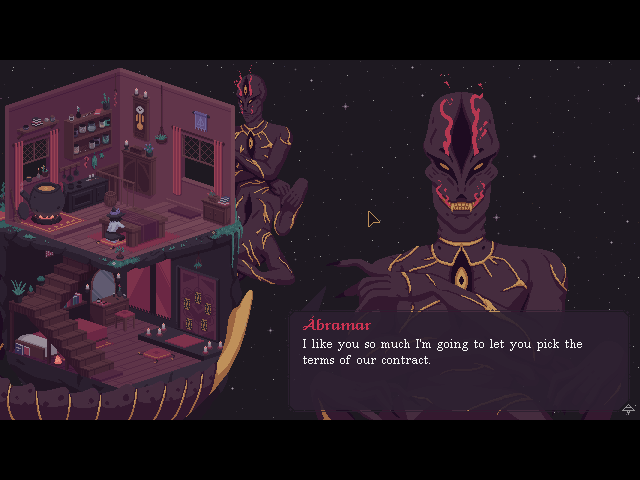 Abramar
I like you so much I'm going to let you pick the
terms of our contract.